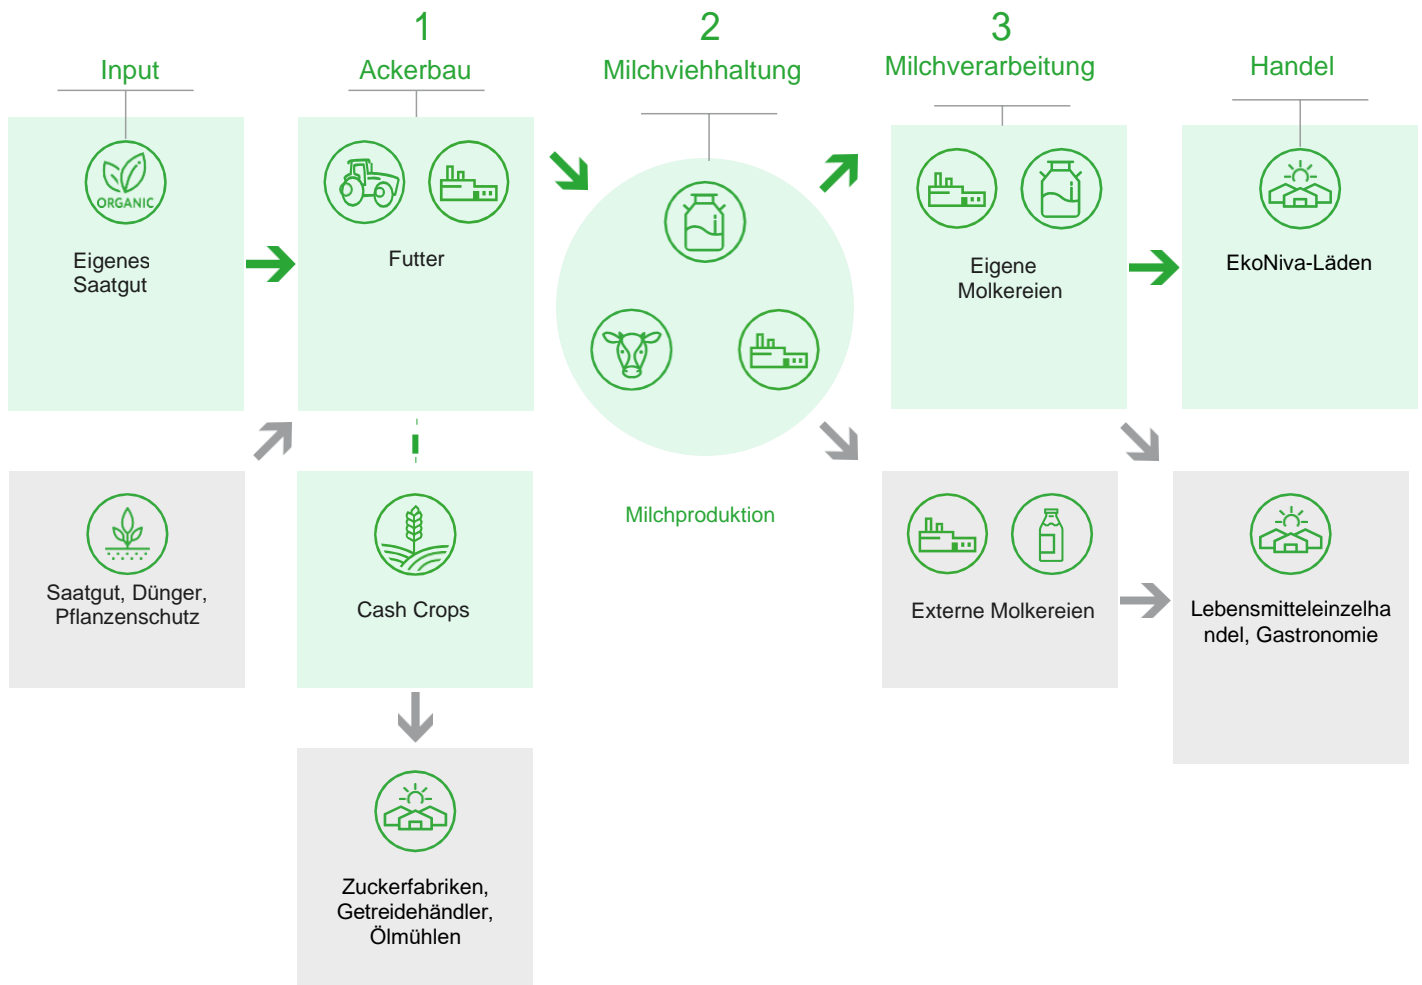 1
2
3
Input
Ackerbau
Milchviehhaltung
Milchverarbeitung
Handel
ORGANIC
Eigenes
Saatgut
Futter
Eigene
Molkereien
EkoNiva-Läden
Milchproduktion
Saatgut, Dünger,
Pflanzenschutz
Cash Crops
Externe Molkereien
Lebensmitteleinzelha
ndel, Gastronomie
Zuckerfabriken,
Getreidehändler,
Ölmühlen